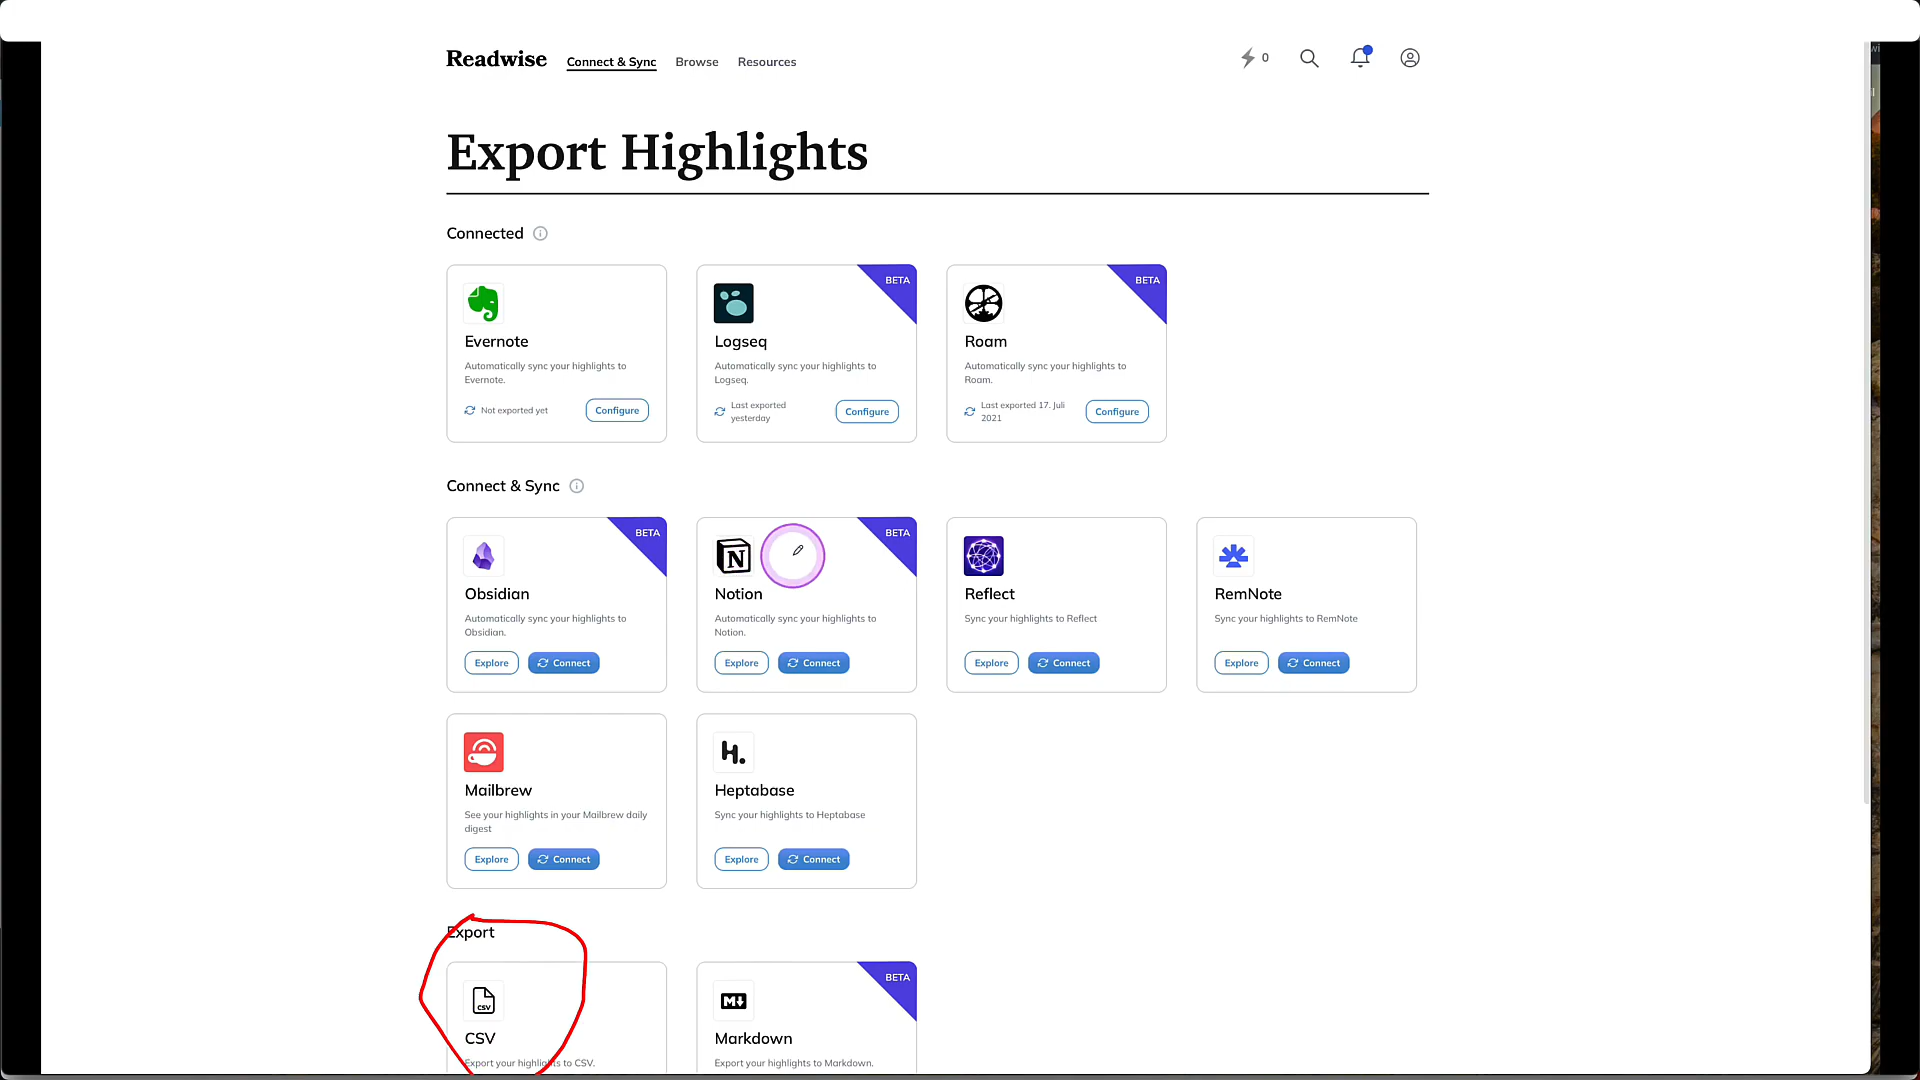 Readwise
Connect & Sync
Browse
Resources
0
Export Highlights
Connected
BETA
BETA
Evernote
Logseq
Roam
Automatically sync your highlights to
Evernote.
Automatically sync your highlights to
Logseq.
Automatically sync your highlights to
Roam.
Not exported yet
Configure
Last exported
yesterday
Configure
Last exported 17. Juli
2021
Configure
Connect & Sync
BETA
N
BETA
Obsidian
Notion
Reflect
RemNote
Automatically sync your highlights to
Obsidian.
Automatically sync your highlights to
Notion.
Sync your highlights to Reflect
Sync your highlights to RemNote
Explore
Connect
Explore
Connect
Explore
Connect
Explore
Connect
H.
Mailbrew
Heptabase
See your highlights in your Mailbrew daily
digest
Sync your highlights to Heptabase
Explore
Connect
Explore
Connect
Export
CSV
M
BETA
CSV
Markdown
Export your highlights to CSV.
Export your highlights to Markdown.